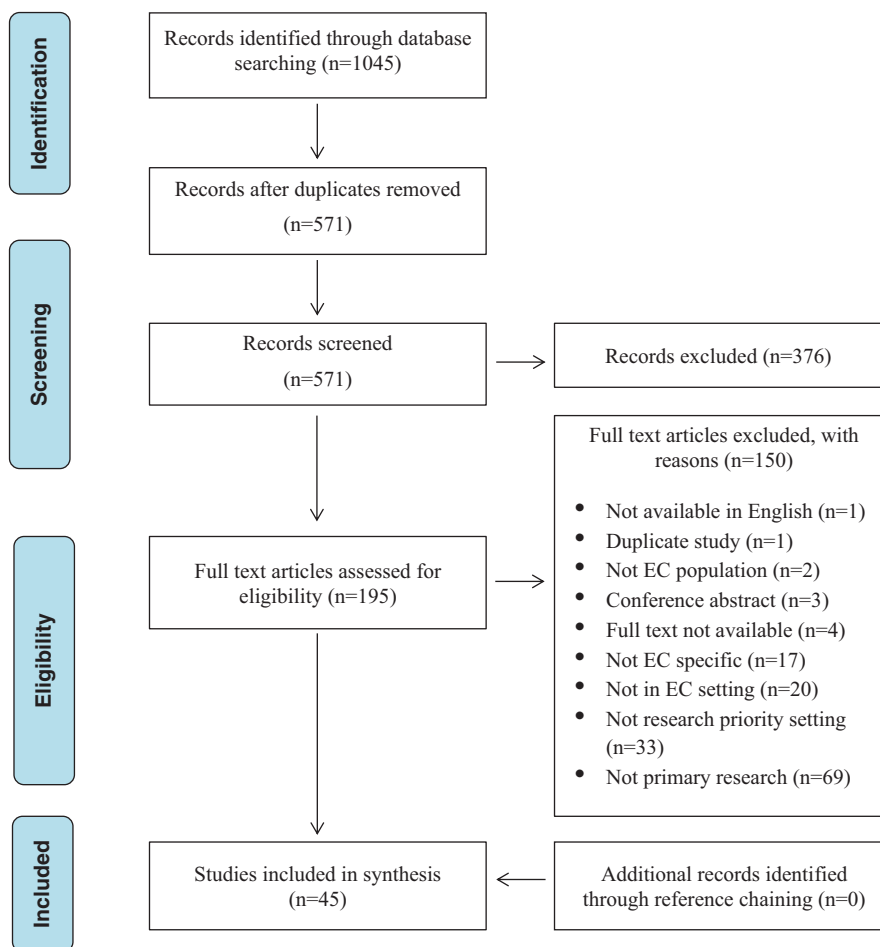 Identification
Records identified through database
searching (n=1045)
Records after duplicates removed
(n=571)
Screening
Records screened
(n=571)
Records excluded (n=376)
Eligibility
Full text articles assessed for
eligibility (n=195)
Full text articles excluded, with
reasons (n=150)
• Not available in English (n=1)
• Duplicate study (n=1)
• Not EC population (n=2)
• Conference abstract (n=3)
• Full text not available (n=4)
• Not EC specific (n=17)
• Not in EC setting (n=20)
• Not research priority setting
(n=33)
• Not primary research (n=69)
Included
Studies included in synthesis
(n=45)
Additional records identified
through reference chaining (n=0)